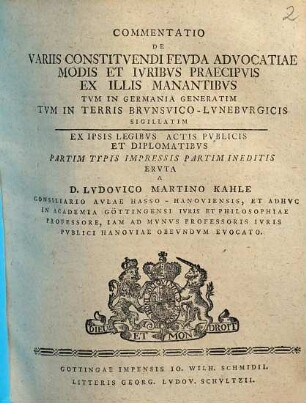 2
COMMENTATIO
DE
VARIIS CONSTITVENDI FEVDA ADVOCATIAE
MODIS ET IVRIBVS PRAECIPVIS
EX ILLIS MANANTIBVS
TVM IN GERMANIA GENERATIM
TVM IN TERRIS BRVNSVICO-LVNEBVRGICIS
SIGILLATIM
EX IPSIS LEGIBVS ACTIS PVBLICIS
ET DIPLOMATIBVS
PARTIM TYPIS IMPRESSIS PARTIM INEDITIS
ERVTA
A
D. LVDOVICO MARTINO KAHLE
CONSILIARIO AVLAE HASSO-HANOVIENSIS, ET ADHVC
IN ACADEMIA GÖTTINGENSI IVRIS ET PHILOSOPHIAE
PROFESSORE, IAM AD MVNVS PROFESSORIS IVRIS
PVBLICI HANOVIAE OBEVNDVM EVOCATO.
DIEU ET MON DROIT
GOTTINGAE IMPENSIS IO. WILH. SCHMIDII.
LITTERIS GEORG. LVDOV. SCHVLTZII.